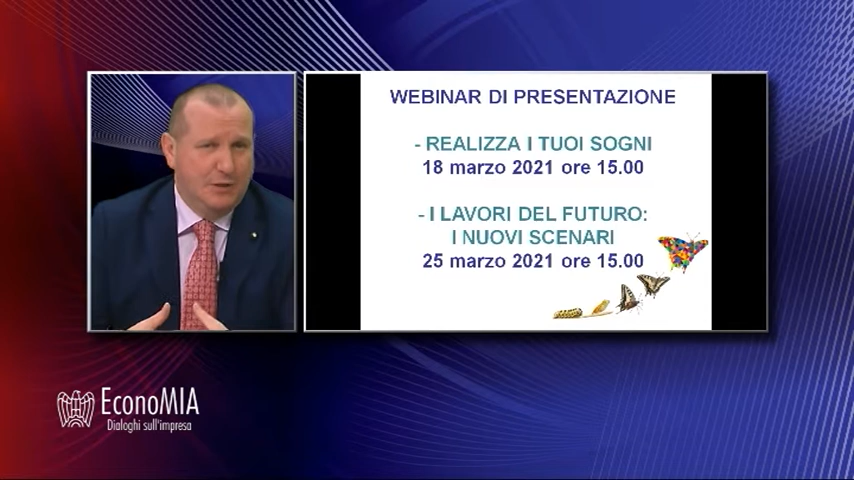 WEBINAR DI PRESENTAZIONE
- REALIZZA I TUOI SOGNI
18 marzo 2021 ore 15.00
- I LAVORI DEL FUTURO:
I NUOVI SCENARI
25 marzo 2021 ore 15.00
EconoMIA
Dialoghi sull'impresa